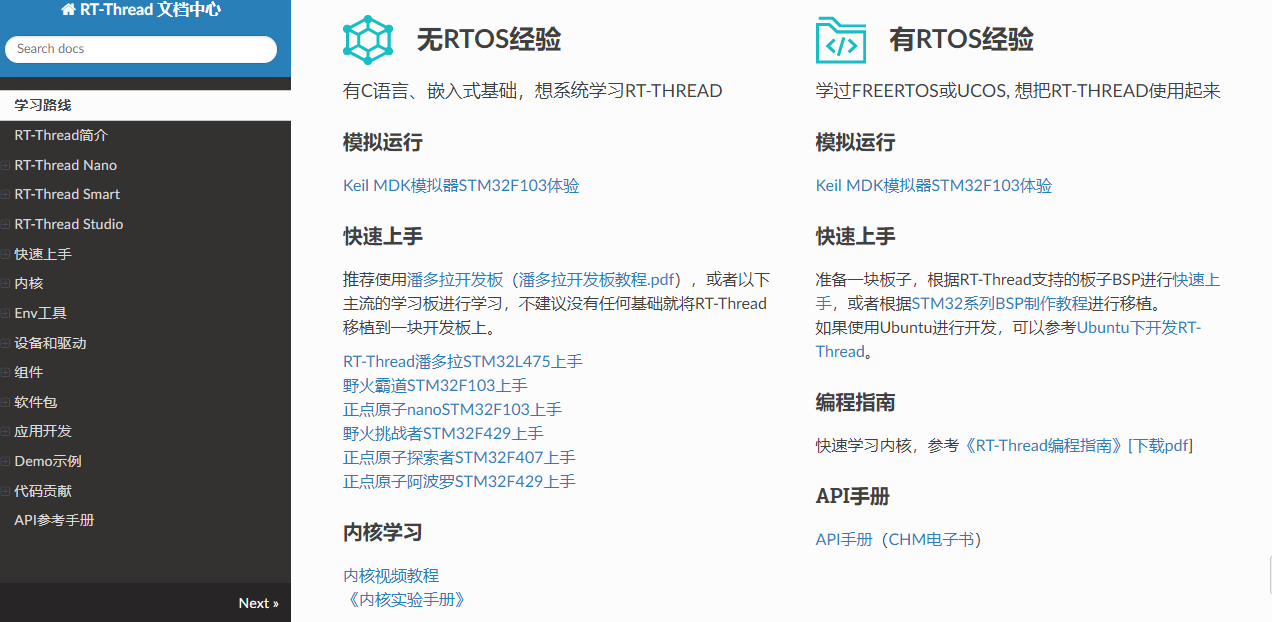 RT-Thread 文档中心
Search docs
学习路线
RT-Thread简介
RT-Thread Nano
RT-Thread Smart
RT-Thread Studio
快速上手
内核
Env工具
设备和驱动
组件
软件包
应用开发
Demo示例
代码贡献
API参考手册
Next »
无RTOS经验
有C语言、嵌入式基础，想系统学习RT-THREAD
模拟运行
Keil MDK模拟器STM32F103体验
快速上手
推荐使用潘多拉开发板（潘多拉开发板教程.pdf），或者以下
主流的学习板进行学习，不建议没有任何基础就将RT-Thread
移植到一块开发板上。
RT-Thread潘多拉STM32L475上手
野火霸道STM32F103上手
正点原子nanoSTM32F103上手
野火挑战者STM32F429上手
正点原子探索者STM32F407上手
正点原子阿波罗STM32F429上手
内核学习
内核视频教程
《内核实验手册》
有RTOS经验
学过FREERTOS或UCOS, 想把RT-THREAD使用起来
模拟运行
Keil MDK模拟器STM32F103体验
快速上手
准备一块板子，根据RT-Thread支持的板子BSP进行快速上
手，或者根据STM32系列BSP制作教程进行移植。
如果使用Ubuntu进行开发，可以参考Ubuntu下开发RT-
Thread。
编程指南
快速学习内核，参考《RT-Thread编程指南》[下载pdf]
API手册
API手册（CHM电子书）